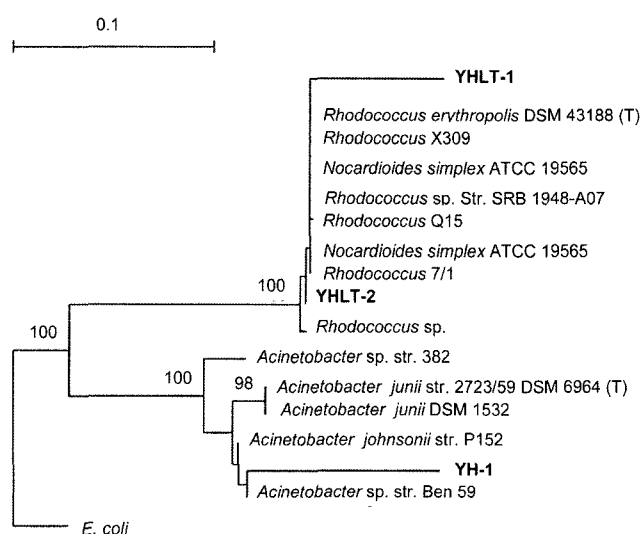 0.1
YHLT-1
Rhodococcus erythropolis DSM 43188 (T)
Rhodococcus X309
Nocardioides simplex ATCC 19565
Rhodococcus sp. Str. SRB 1948-A07
Rhodococcus Q15
Nocardioides simplex ATCC 19565
Rhodococcus 7/1
100
YHLT-2
Rhodococcus sp.
100
Acinetobacter sp. str. 382
100
98
Acinetobacter junii str. 2723/59 DSM 6964 (T)
Acinetobacter junii DSM 1532
Acinetobacter johnsonii str. P152
YH-1
Acinetobacter sp. str. Ben 59
E. coli